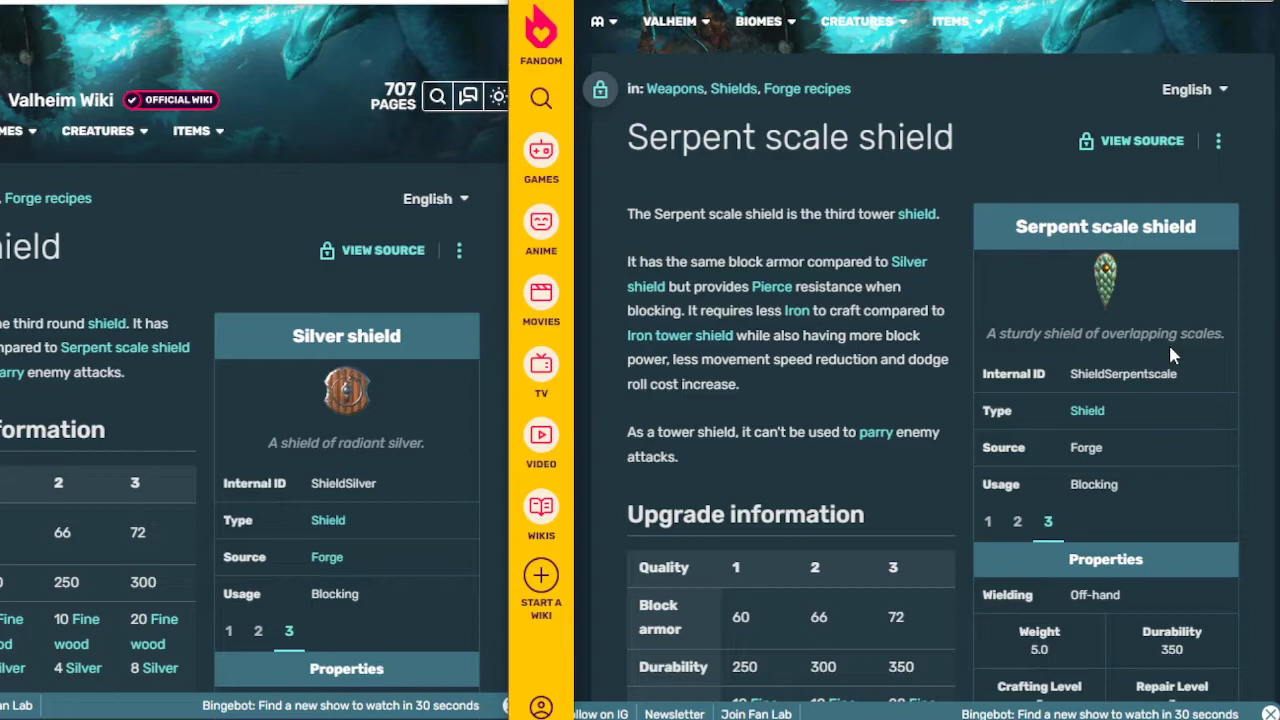 Valheim Wiki
OFFICIAL WIKI
707
PAGES
MES
CREATURES
ITEMS
, Forge recipes
English
ield
VIEW SOURCE
he third round shield. It has
mpared to Serpent scale shield
arry enemy attacks.
ormation
2 3
66 72
0 250 300
Fine 10 Fine 20 Fine
od wood wood
ilver 4 Silver 8 Silver
Silver shield
A shield of radiant silver.
Internal ID ShieldSilver
Type Shield
Source Forge
Usage Blocking
1 2 3
Properties
an Lab
Bingebot: Find a new show to watch in 30 seconds
FANDOM
GAMES
ANIME
MOVIES
TV
VIDEO
WIKIS
START A
WIKI
VALHEIM BIOMES CREATURES ITEMS
in: Weapons, Shields, Forge recipes
English
Serpent scale shield
VIEW SOURCE
The Serpent scale shield is the third tower shield.
It has the same block armor compared to Silver
shield but provides Pierce resistance when
blocking. It requires less Iron to craft compared to
Iron tower shield while also having more block
power, less movement speed reduction and dodge
roll cost increase.
As a tower shield, it can't be used to parry enemy
attacks.
Upgrade information
Quality 1 2 3
Block
armor 60 66 72
Durability 250 300 350
Serpent scale shield
A sturdy shield of overlapping scales.
Internal ID ShieldSerpentscale
Type Shield
Source Forge
Usage Blocking
1 2 3
Properties
Wielding Off-hand
Weight Durability
5.0 350
Crafting Level Repair Level
ollow on IG Newsletter Join Fan Lab
Bingebot: Find a new show to watch in 30 seconds